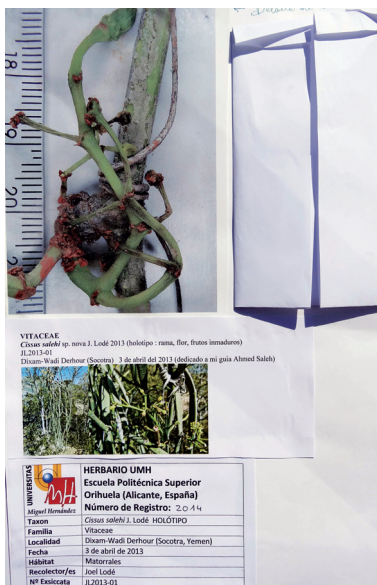 18
19
20
21
VITACEAE
Cissus salehi sp. nova J. Lodé 2013 (holotipo : rama, flor, frutos inmaduros)
JL2013-01
Dixam-Wadi Derhour (Socotra) 3 de abril del 2013 (dedicado a mi guia Ahmed Saleh)
UNIVERSITAS
Miguel Hernández
HERBARIO UMH
Escuela Politécnica Superior
Orihuela (Alicante, España)
Número de Registro: 2014
Taxon Cissus salehi J. Lodé HOLÓTIPO
Familia Vitaceae
Localidad Dixam-Wadi Derhour (Socotra, Yemen)
Fecha 3 de abril de 2013
Hábitat Matorrales
Recolector/es Joel Lodé
Nº Exsiccata JL2013-01